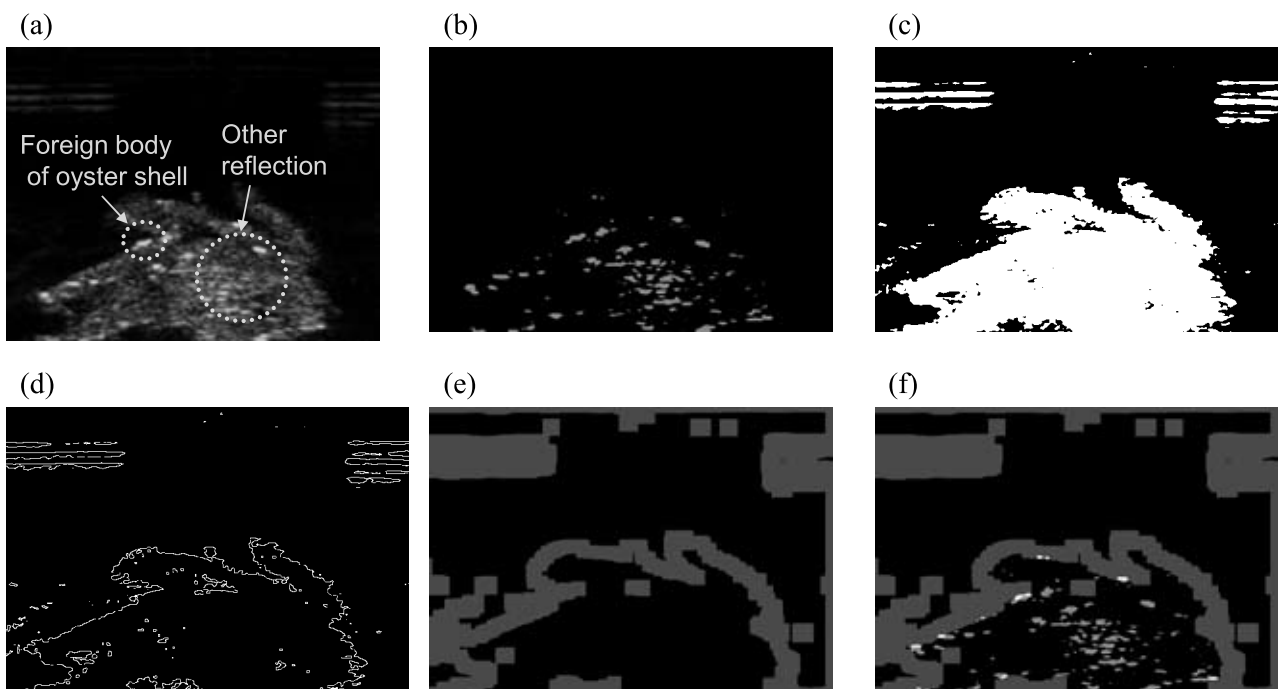 (a)
(b)
(c)
Foreign body
of oyster shell
Other
reflection
(d)
(e)
(f)